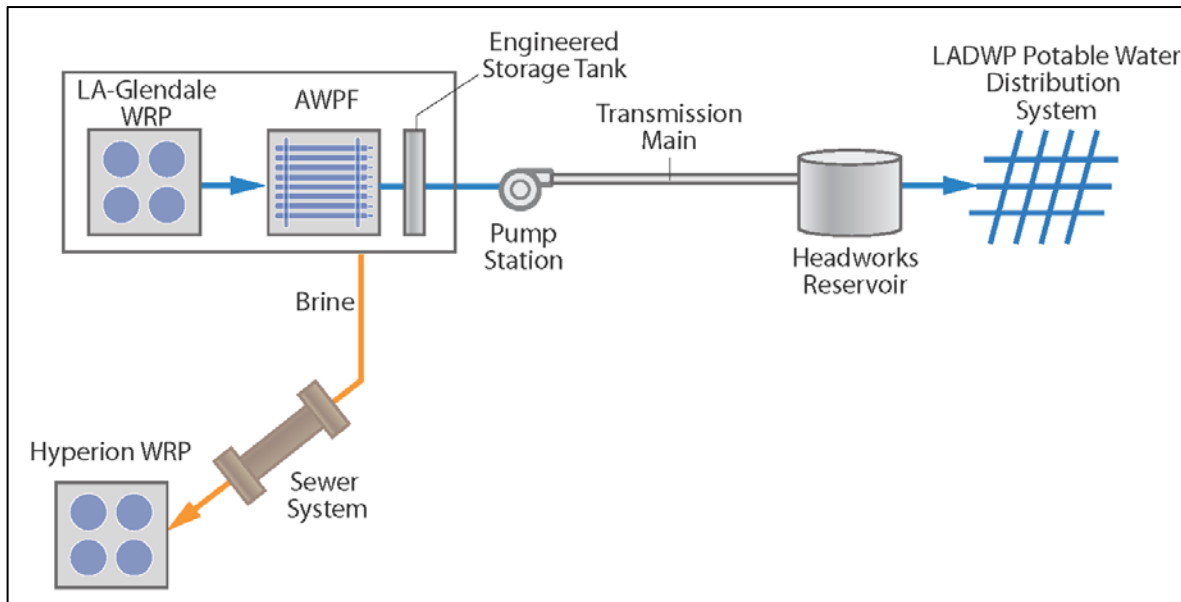 Engineered
Storage Tank
LA-Glendale
WRP
AWPF
Transmission
Main
LADWP Potable Water
Distribution
System
Pump
Station
Headworks
Reservoir
Brine
Hyperion WRP
Sewer
System